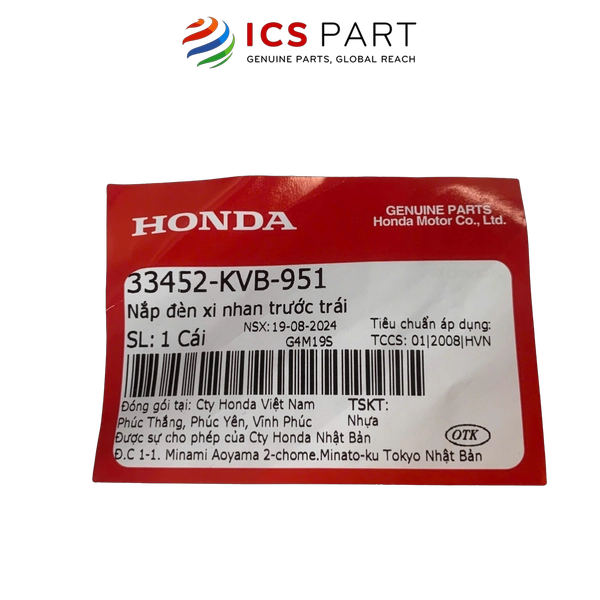 ICS PART
GENUINE PARTS, GLOBAL REACH
HONDA
GENUINE PARTS
Honda Motor Co., Ltd.
33452-KVB-951
Nắp đèn xi nhan trước trái
NSX: 19-08-2024
Tiêu chuẩn áp dụng:
SL: 1 Cái
G4M19S
TCCS: 01|2008|HVN
Đóng gói tại: Cty Honda Việt Nam
TSKT:
Phúc Thắng, Phúc Yên, Vĩnh Phúc
Nhựa
Được sự cho phép của Cty Honda Nhật Bản
OTK
Đ.C 1-1. Minami Aoyama 2-chome.Minato-ku Tokyo Nhật Bản